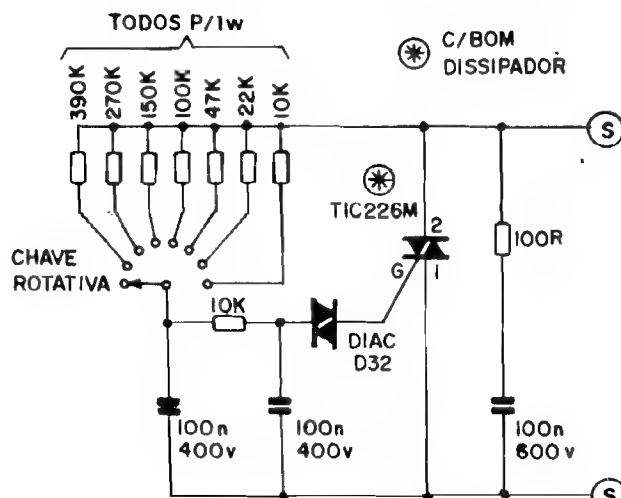 TODOS P/1w
C/BOM
DISSIPADOR
390K
270K
150K
100K
47K
22K
10K
S
TIC226M
2
G
1
100R
CHAVE
ROTATIVA
10K
DIAC
D32
100n
400v
100n
400v
100n
600v
S